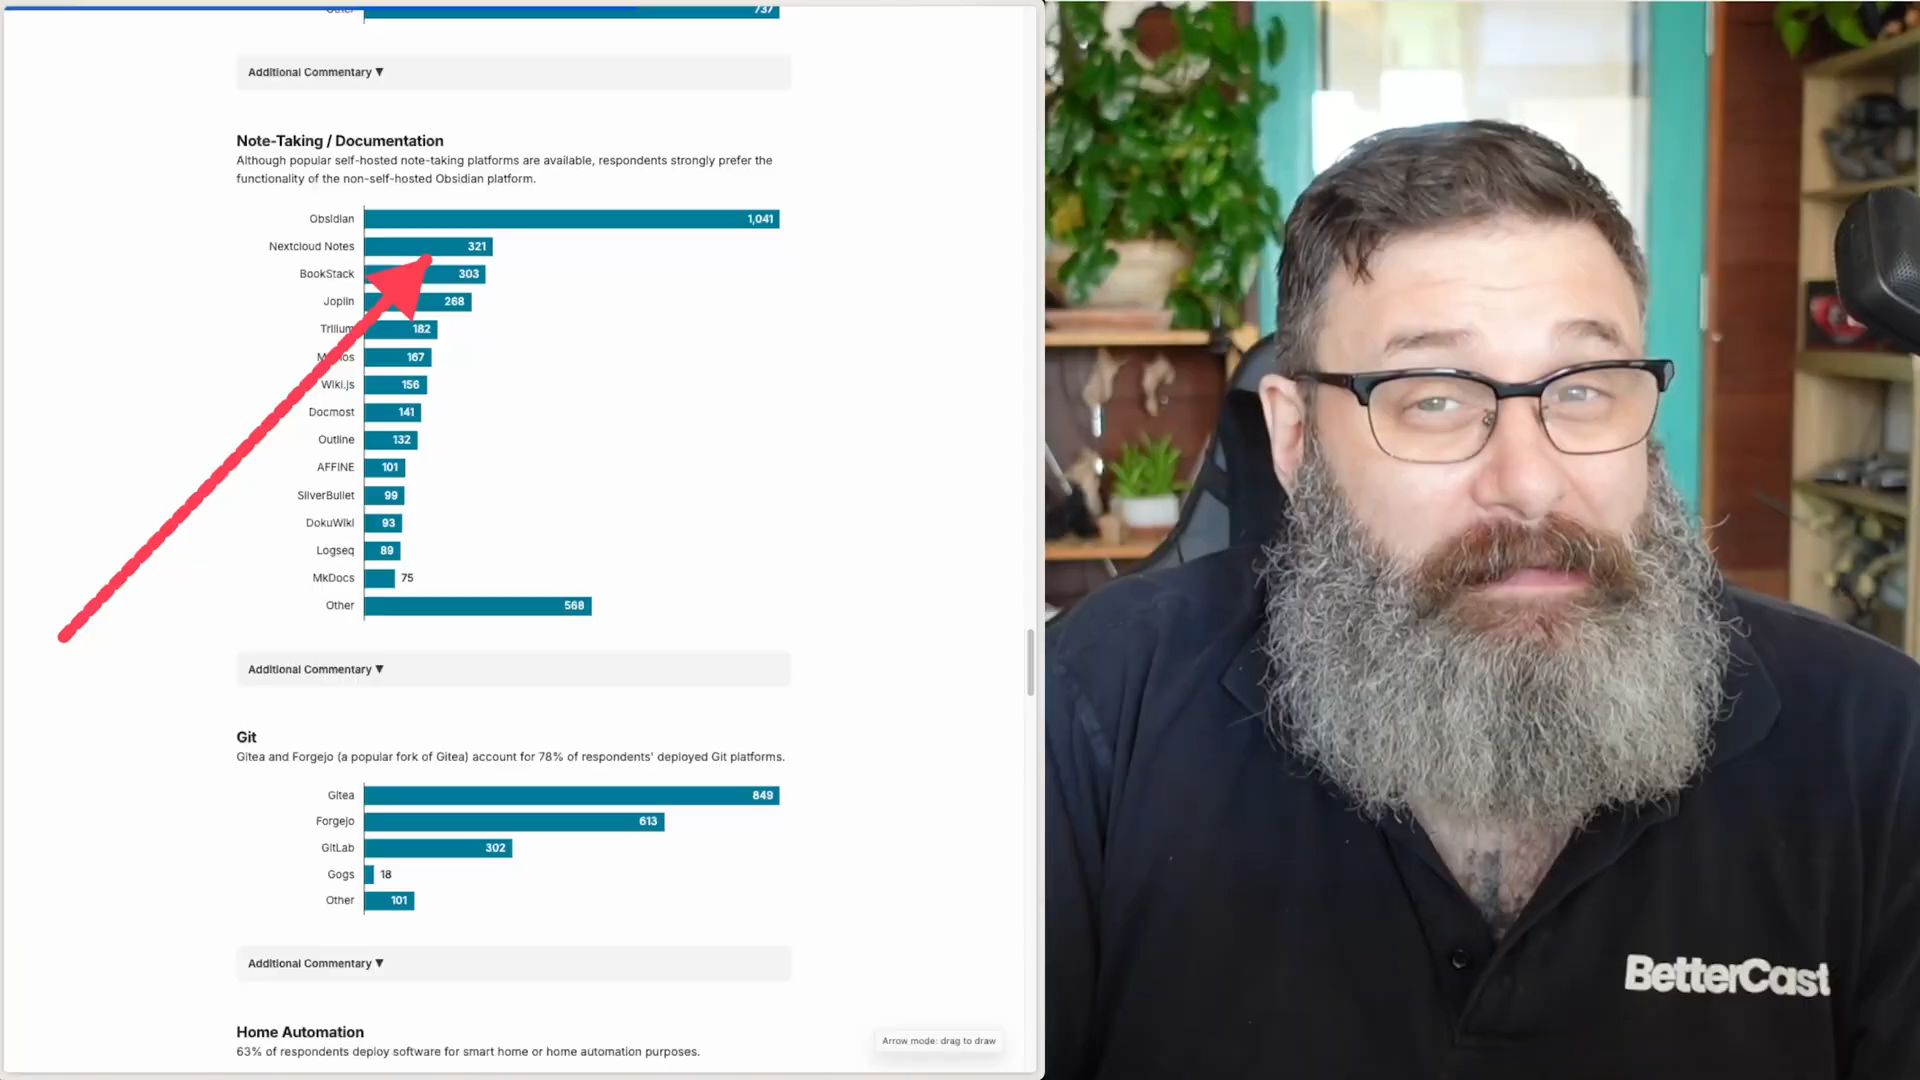 Other 737
Additional Commentary ▼
Note-Taking / Documentation
Although popular self-hosted note-taking platforms are available, respondents strongly prefer the
functionality of the non-self-hosted Obsidian platform.
Obsidian 1,041
Nextcloud Notes 321
BookStack 303
Joplin 268
Trilium 182
Memos 167
Wiki.js 156
Docmost 141
Outline 132
AFFINE 101
SilverBullet 99
DokuWiki 93
Logseq 89
MkDocs 75
Other 568
Additional Commentary ▼
Git
Gitea and Forgejo (a popular fork of Gitea) account for 78% of respondents' deployed Git platforms.
Gitea 849
Forgejo 613
GitLab 302
Gogs 18
Other 101
Additional Commentary ▼
Home Automation
63% of respondents deploy software for smart home or home automation purposes.
Arrow mode: drag to draw
BetterCast